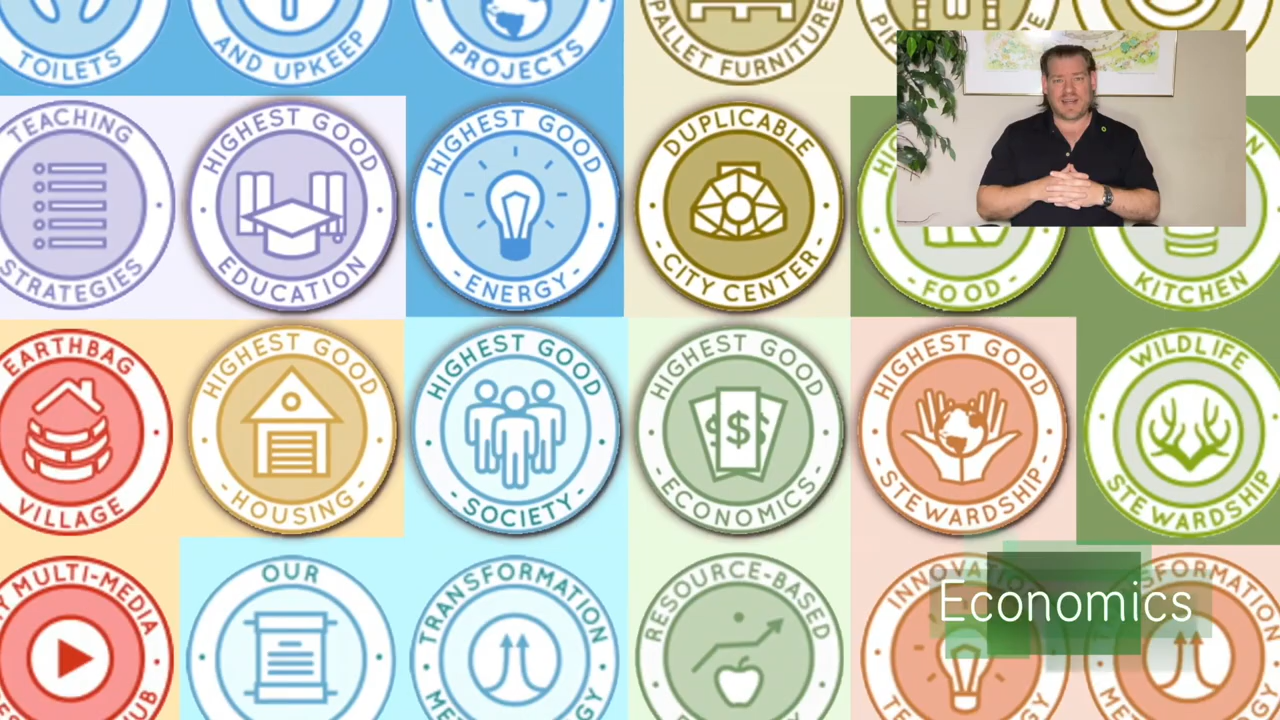 TOILETS
AND UPKEEP
PROJECTS
PALLET FURNITURE
TEACHING
STRATEGIES
HIGHEST GOOD
EDUCATION
HIGHEST GOOD
ENERGY
DUPLICABLE
CITY CENTER
FOOD
KITCHEN
EARTHBAG
VILLAGE
HIGHEST GOOD
HOUSING
HIGHEST GOOD
SOCIETY
HIGHEST GOOD
$$$
ECONOMICS
HIGHEST GOOD
STEWARDSHIP
WILDLIFE
STEWARDSHIP
MULTI-MEDIA
OUR
TRANSFORMATION
RESOURCE-BASED
Economics